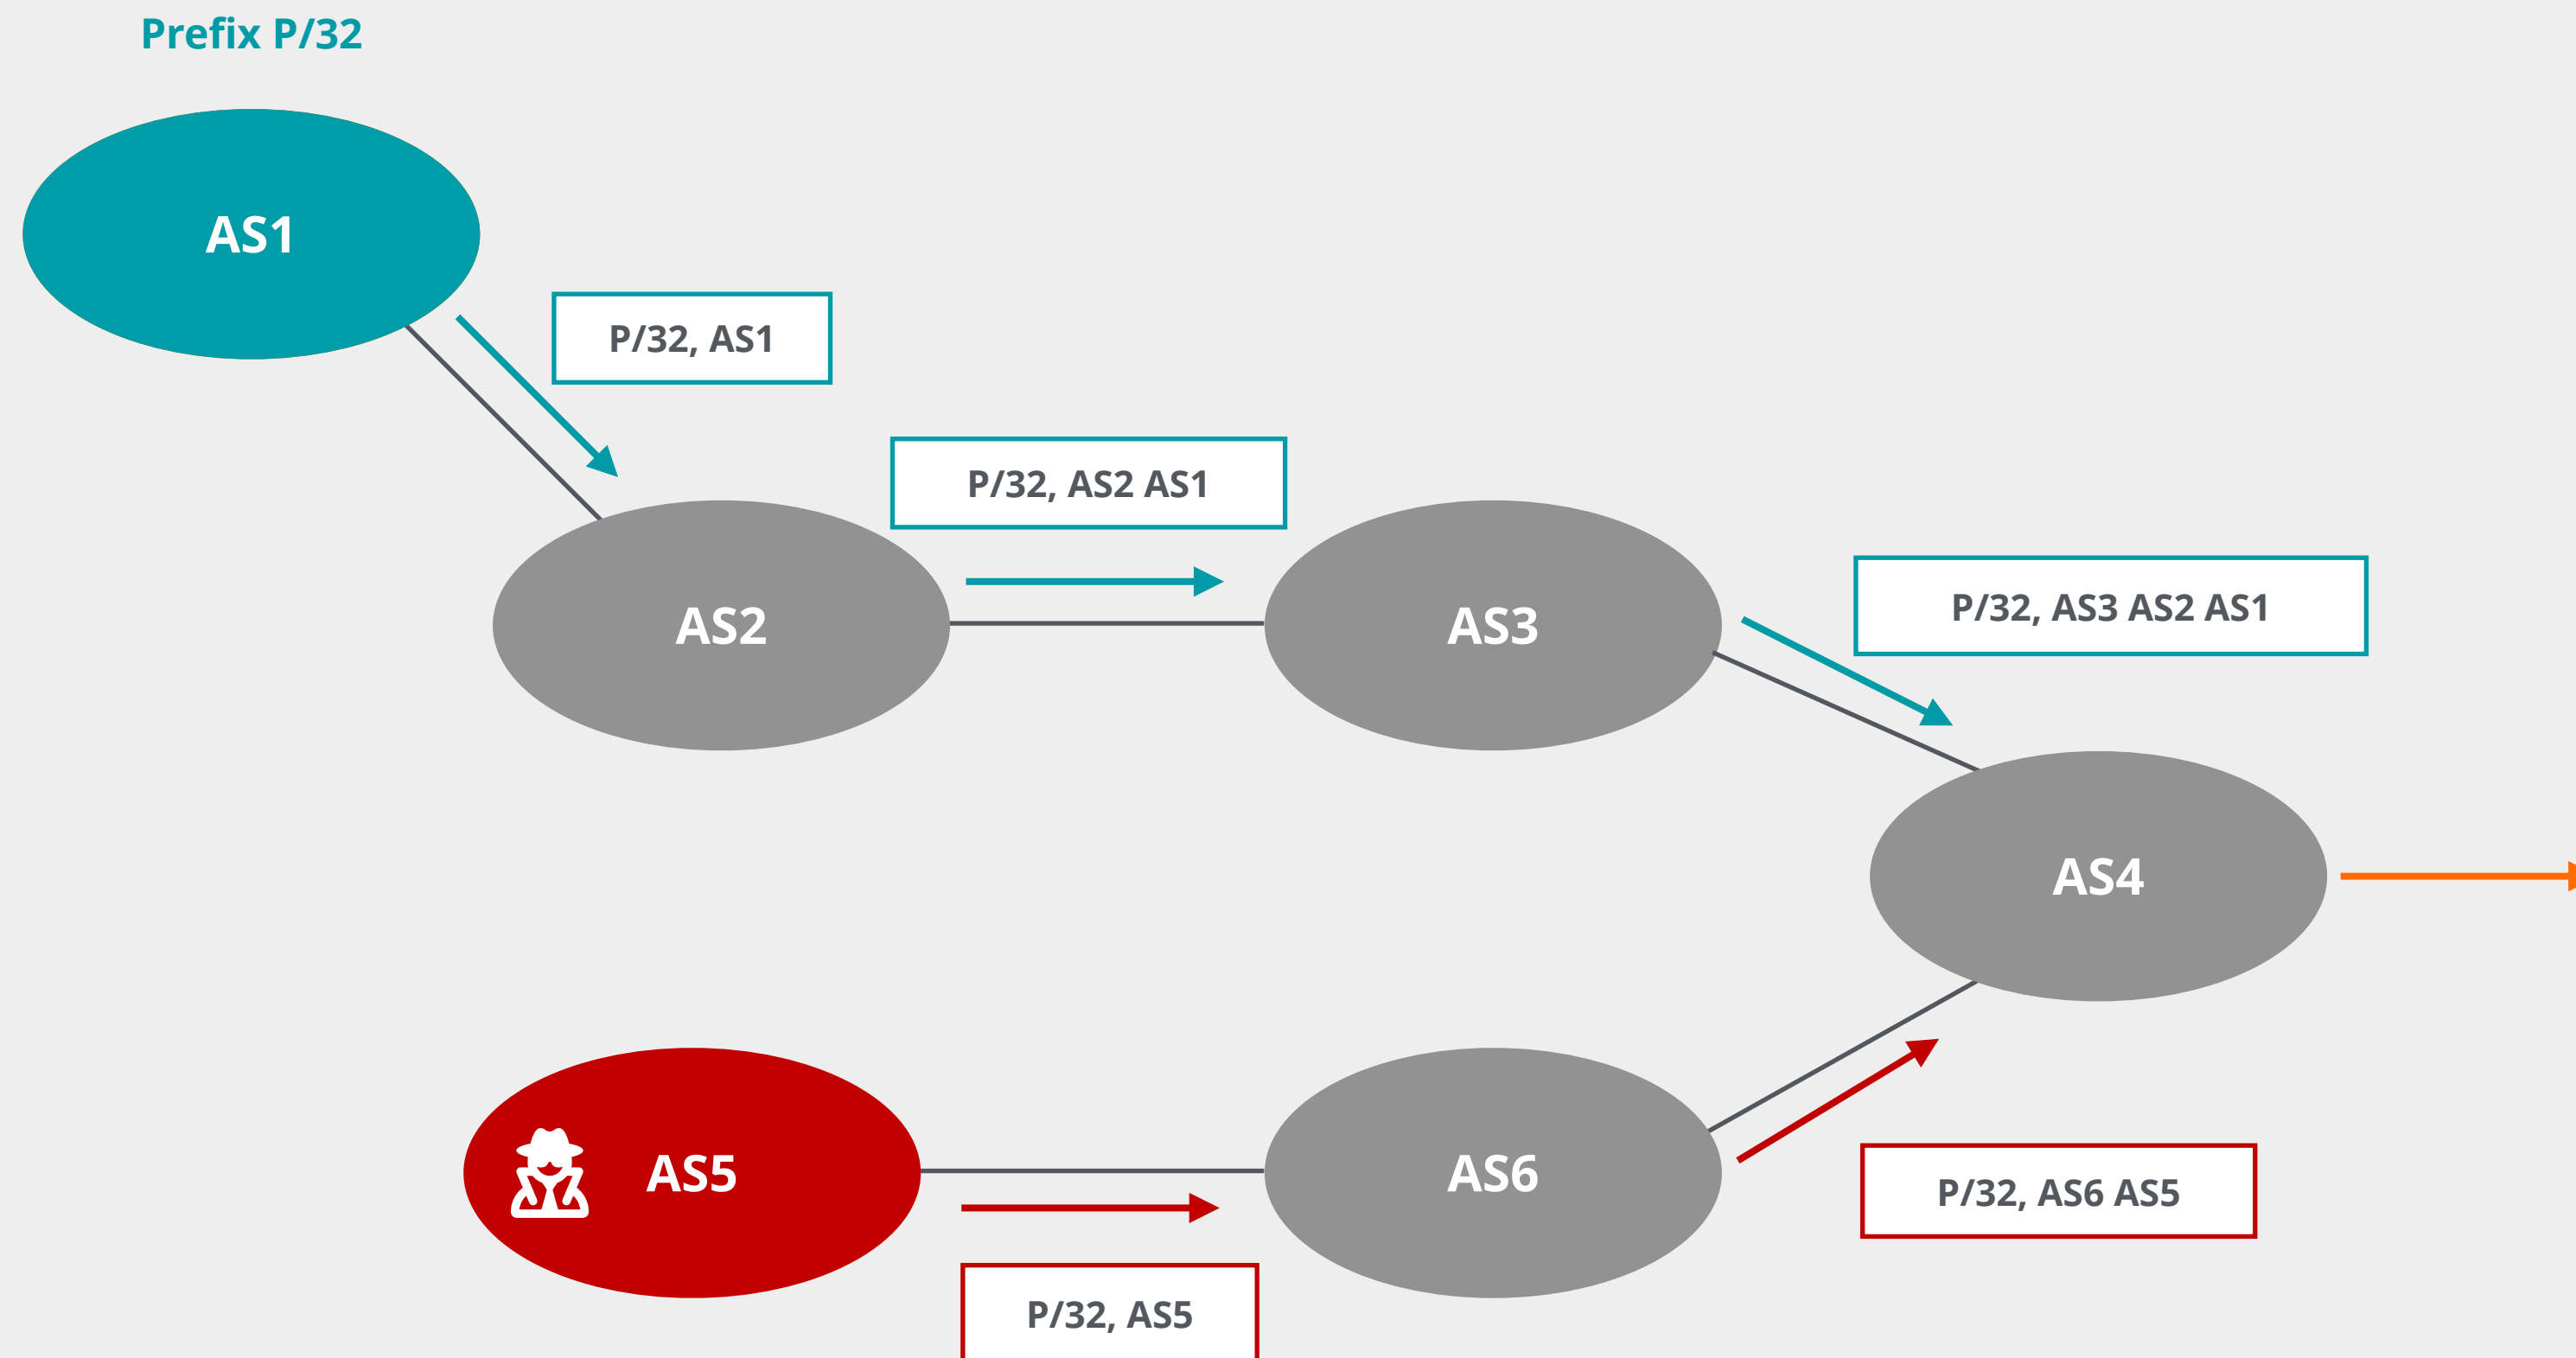 Prefix P/32
AS1
P/32, AS1
P/32, AS2 AS1
AS2
AS3
P/32, AS3 AS2 AS1
AS4
AS5
AS6
P/32, AS6 AS5
P/32, AS5